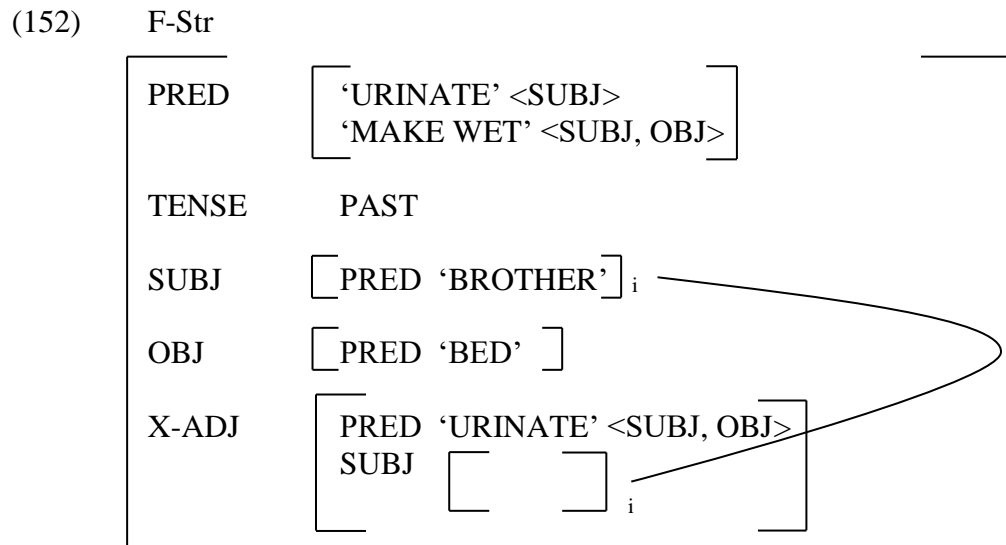 (152) F-Str
PRED ‘URINATE’ <SUBJ>
‘MAKE WET’ <SUBJ, OBJ>
TENSE PAST
SUBJ PRED ‘BROTHER’ i
OBJ PRED ‘BED’
X-ADJ PRED ‘URINATE’ <SUBJ, OBJ>
SUBJ
i